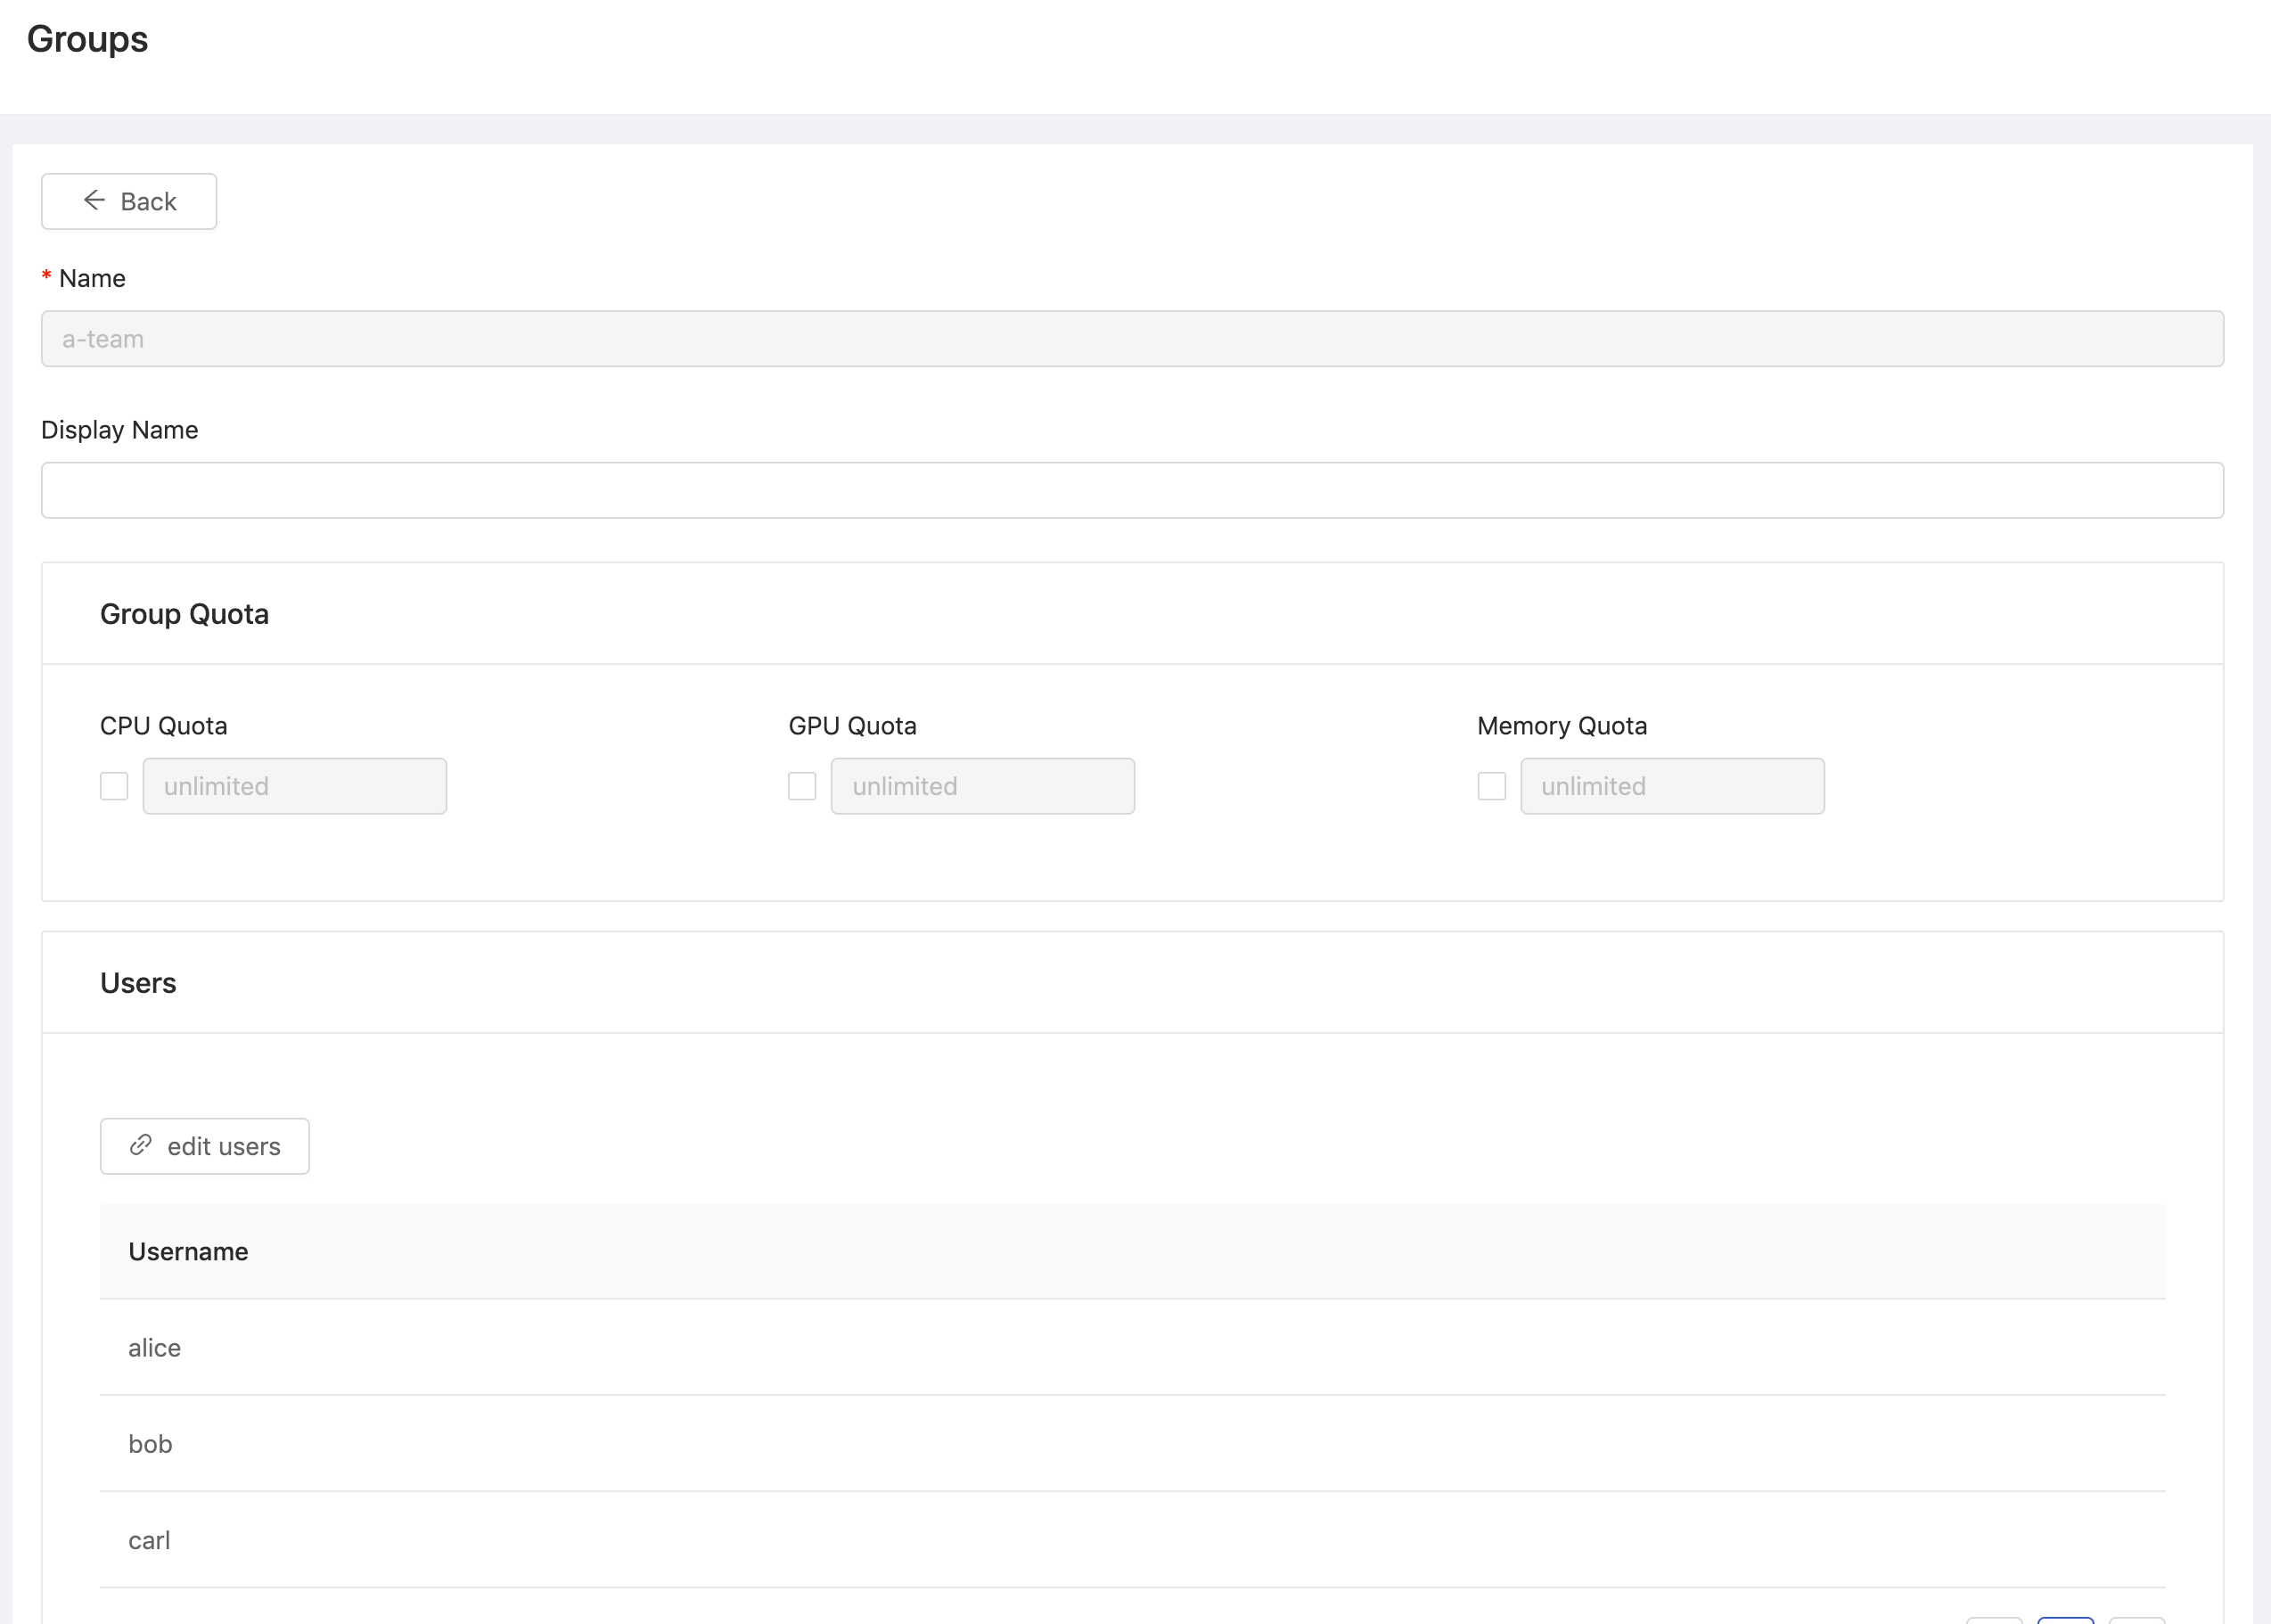 Groups
Back
* Name
a-team
Display Name
Group Quota
CPU Quota GPU Quota Memory Quota
unlimited unlimited unlimited
Users
edit users
Username
alice
bob
carl